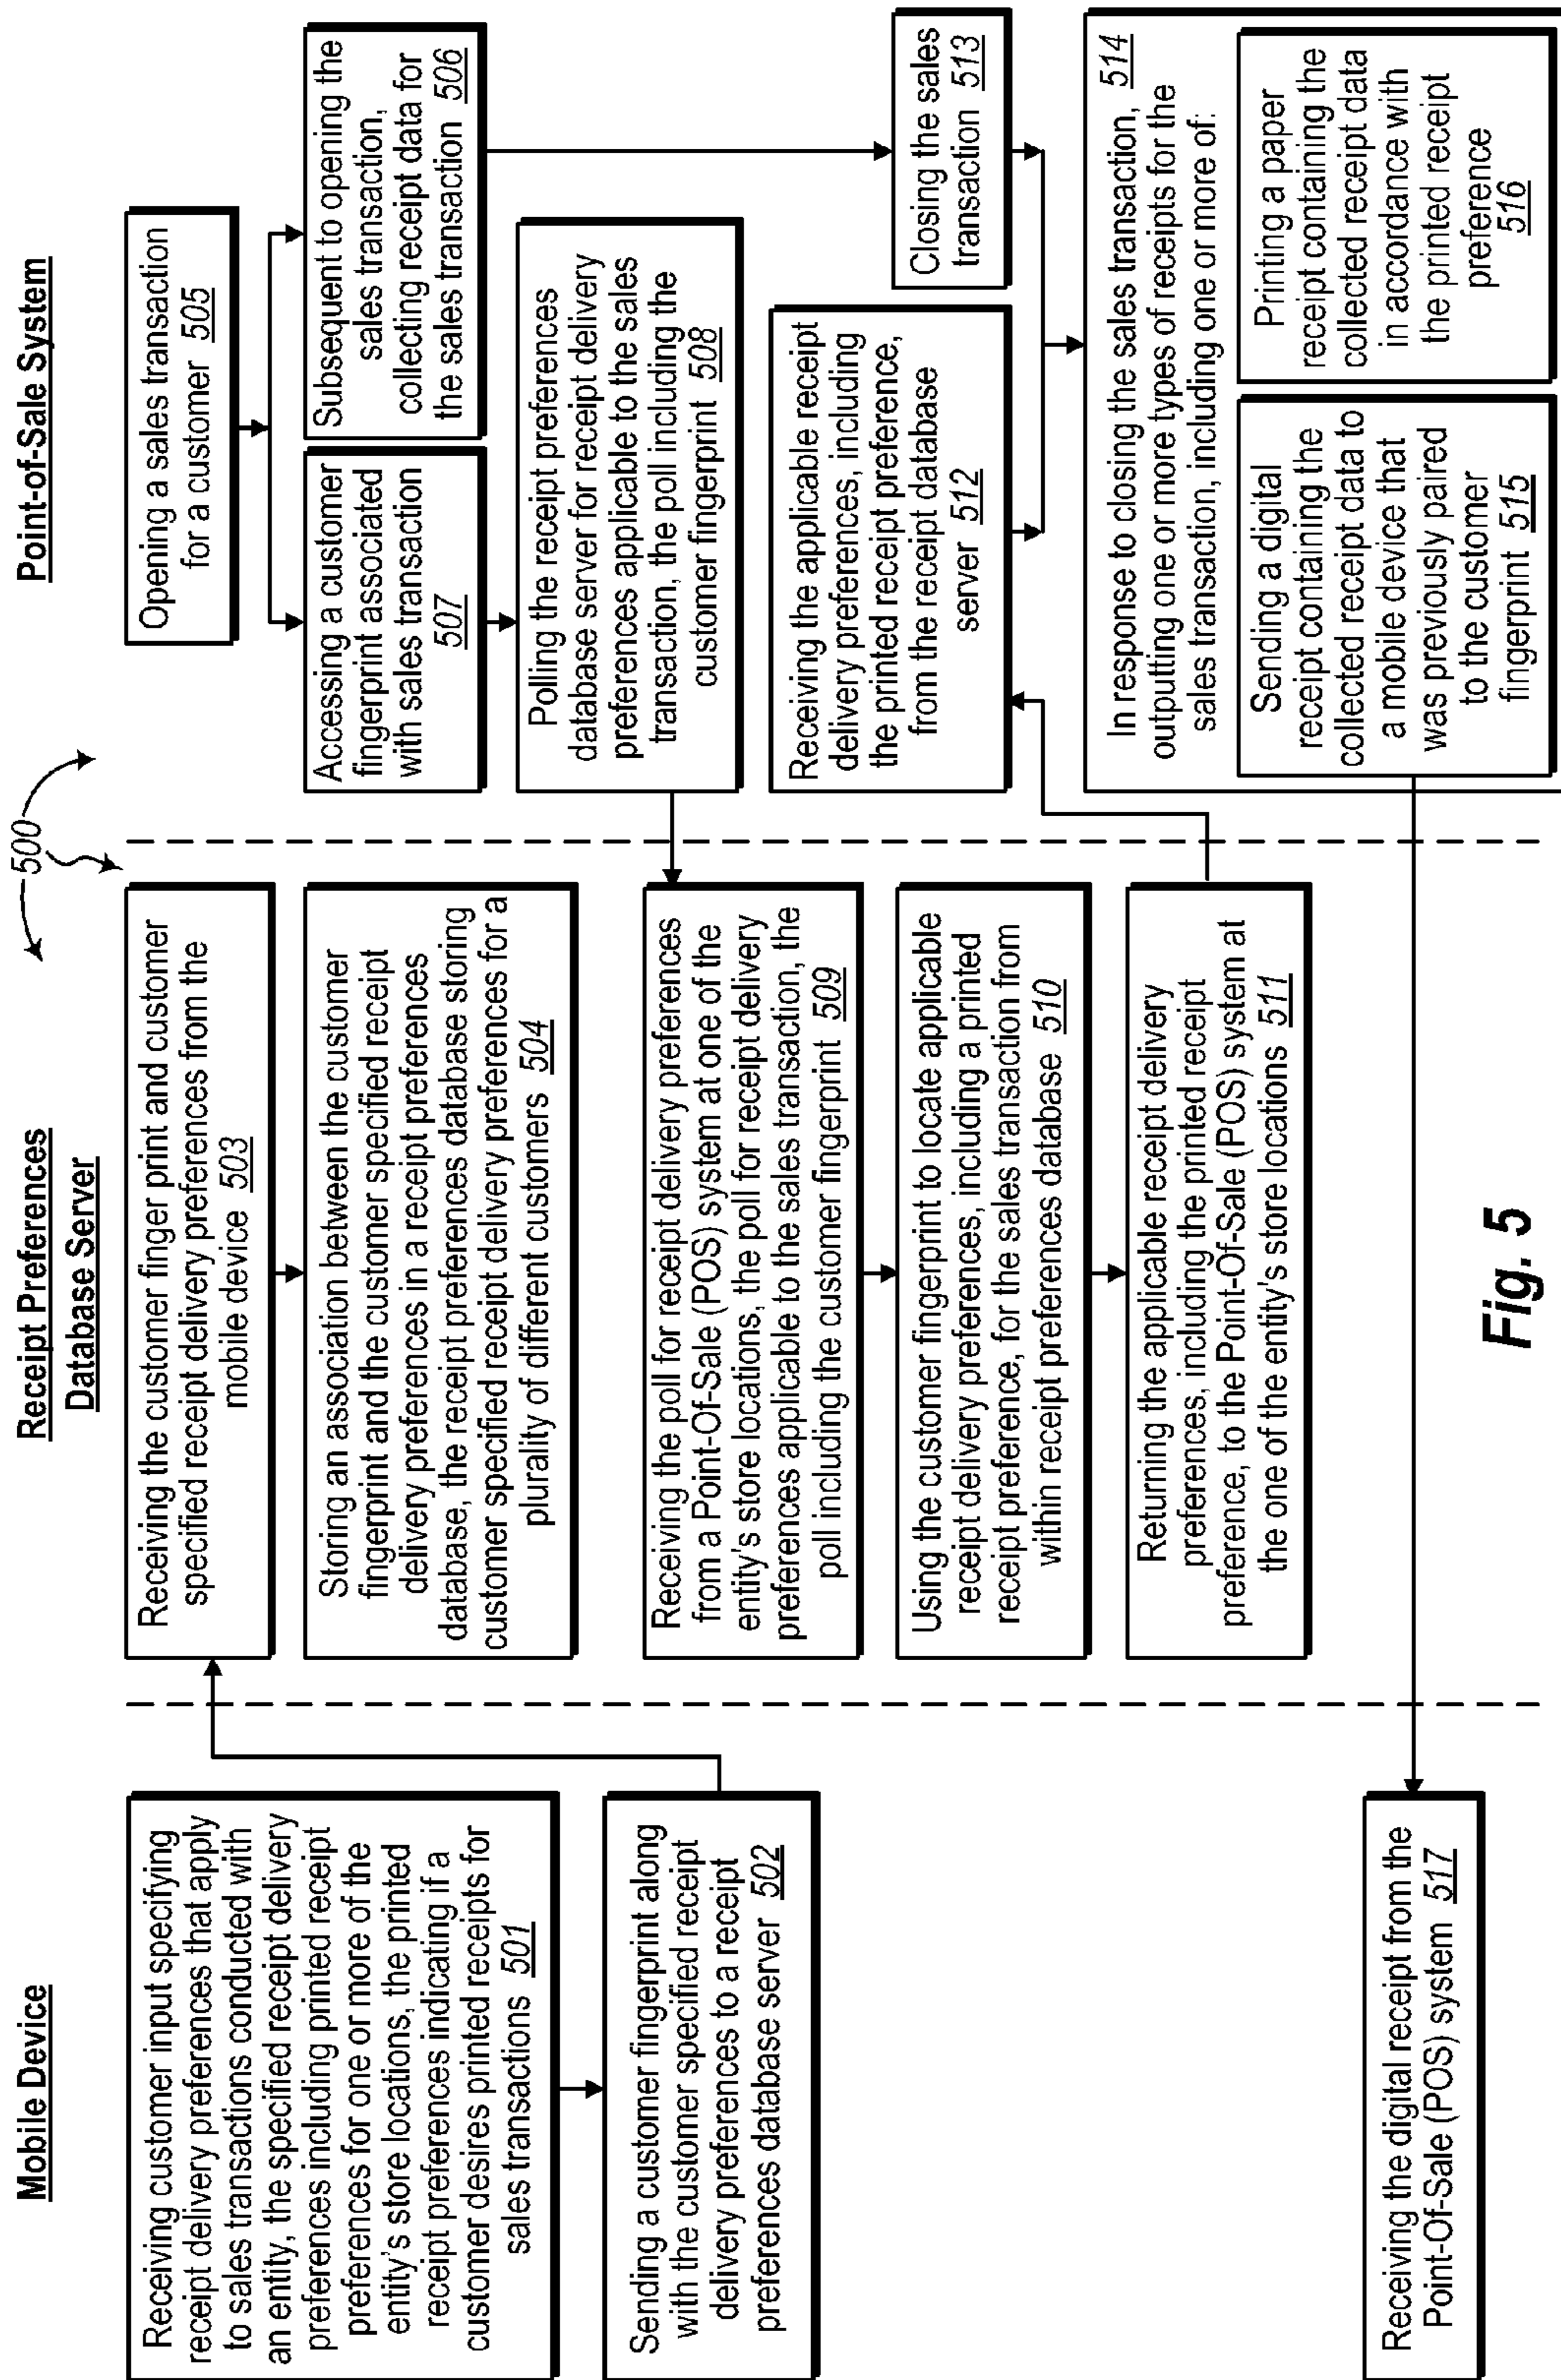 500
Mobile Device
Receiving customer input specifying
receipt delivery preferences that apply
to sales transactions conducted with
an entity, the specified receipt delivery
preferences including printed receipt
preferences for one or more of the
entity's store locations, the printed
receipt preferences indicating if a
customer desires printed receipts for
sales transactions 501
Sending a customer fingerprint along
with the customer specified receipt
delivery preferences to a receipt
preferences database server 502
Receiving the digital receipt from the
Point-Of-Sale (POS) system 517
Receipt Preferences
Database Server
Receiving the customer finger print and customer
specified receipt delivery preferences from the
mobile device 503
Storing an association between the customer
fingerprint and the customer specified receipt
delivery preferences in a receipt preferences
database, the receipt preferences database storing
customer specified receipt delivery preferences for a
plurality of different customers 504
Receiving the poll for receipt delivery preferences
from a Point-Of-Sale (POS) system at one of the
entity's store locations, the poll for receipt delivery
preferences applicable to the sales transaction, the
poll including the customer fingerprint 509
Using the customer fingerprint to locate applicable
receipt delivery preferences, including a printed
receipt preference, for the sales transaction from
within receipt preferences database 510
Returning the applicable receipt delivery
preferences, including the printed receipt
preference, to the Point-Of-Sale (POS) system at
the one of the entity's store locations 511
Point-of-Sale System
Opening a sales transaction
for a customer 505
Accessing a customer
fingerprint associated
with sales transaction
507
Subsequent to opening the
sales transaction,
collecting receipt data for
the sales transaction 506
Polling the receipt preferences
database server for receipt delivery
preferences applicable to the sales
transaction, the poll including the
customer fingerprint 508
Receiving the applicable receipt
delivery preferences, including
the printed receipt preference,
from the receipt database
server 512
Closing the sales
transaction 513
In response to closing the sales transaction, 514
outputting one or more types of receipts for the
sales transaction, including one or more of:
Sending a digital
receipt containing the
collected receipt data to
a mobile device that
was previously paired
to the customer
fingerprint 515
Printing a paper
receipt containing the
collected receipt data
in accordance with
the printed receipt
preference
516
Fig. 5